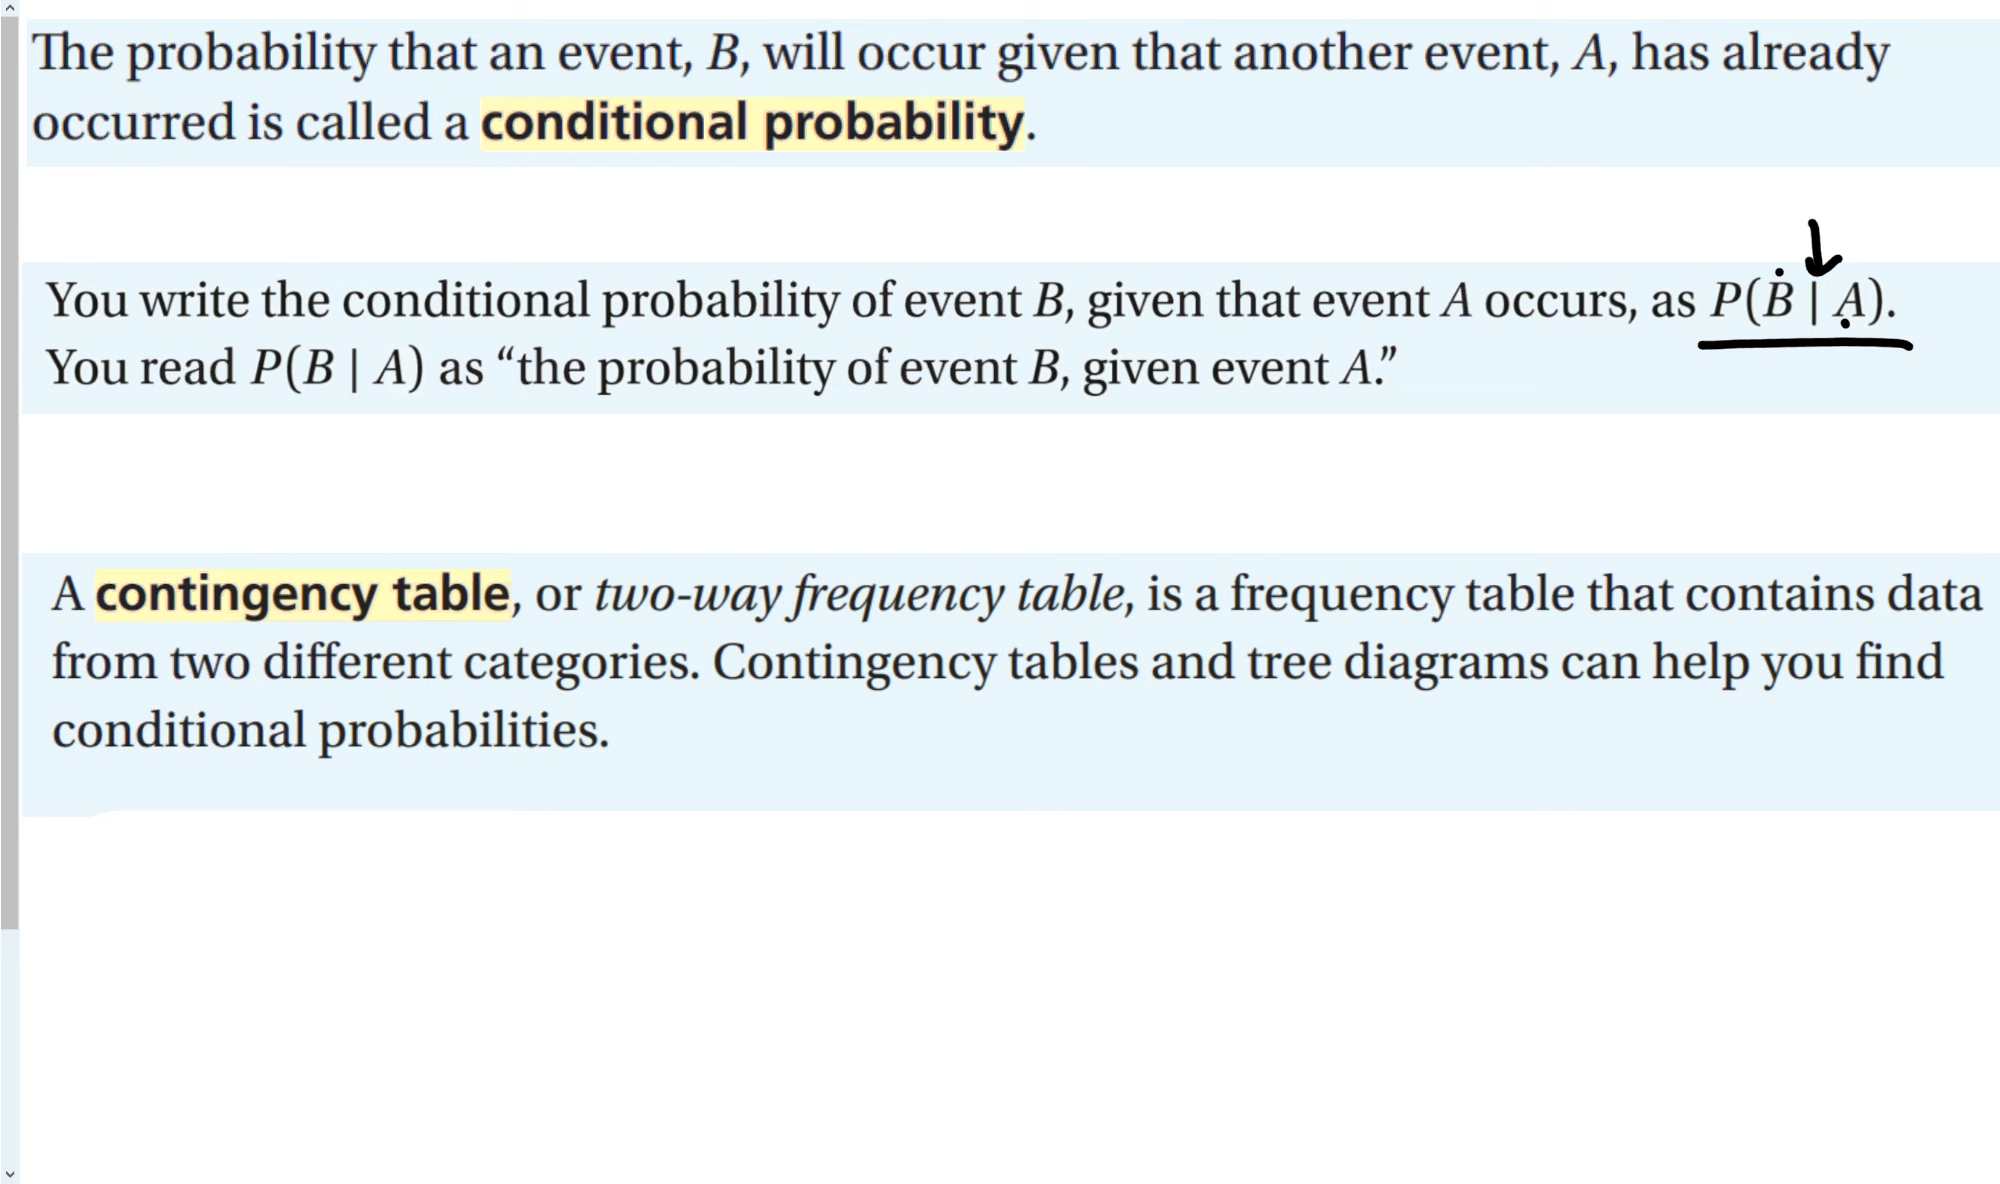 The probability that an event, B, will occur given that another event, A, has already
occurred is called a conditional probability.
You write the conditional probability of event B, given that event A occurs, as P(B | A).
You read P(B | A) as “the probability of event B, given event A.”
A contingency table, or two-way frequency table, is a frequency table that contains data
from two different categories. Contingency tables and tree diagrams can help you find
conditional probabilities.